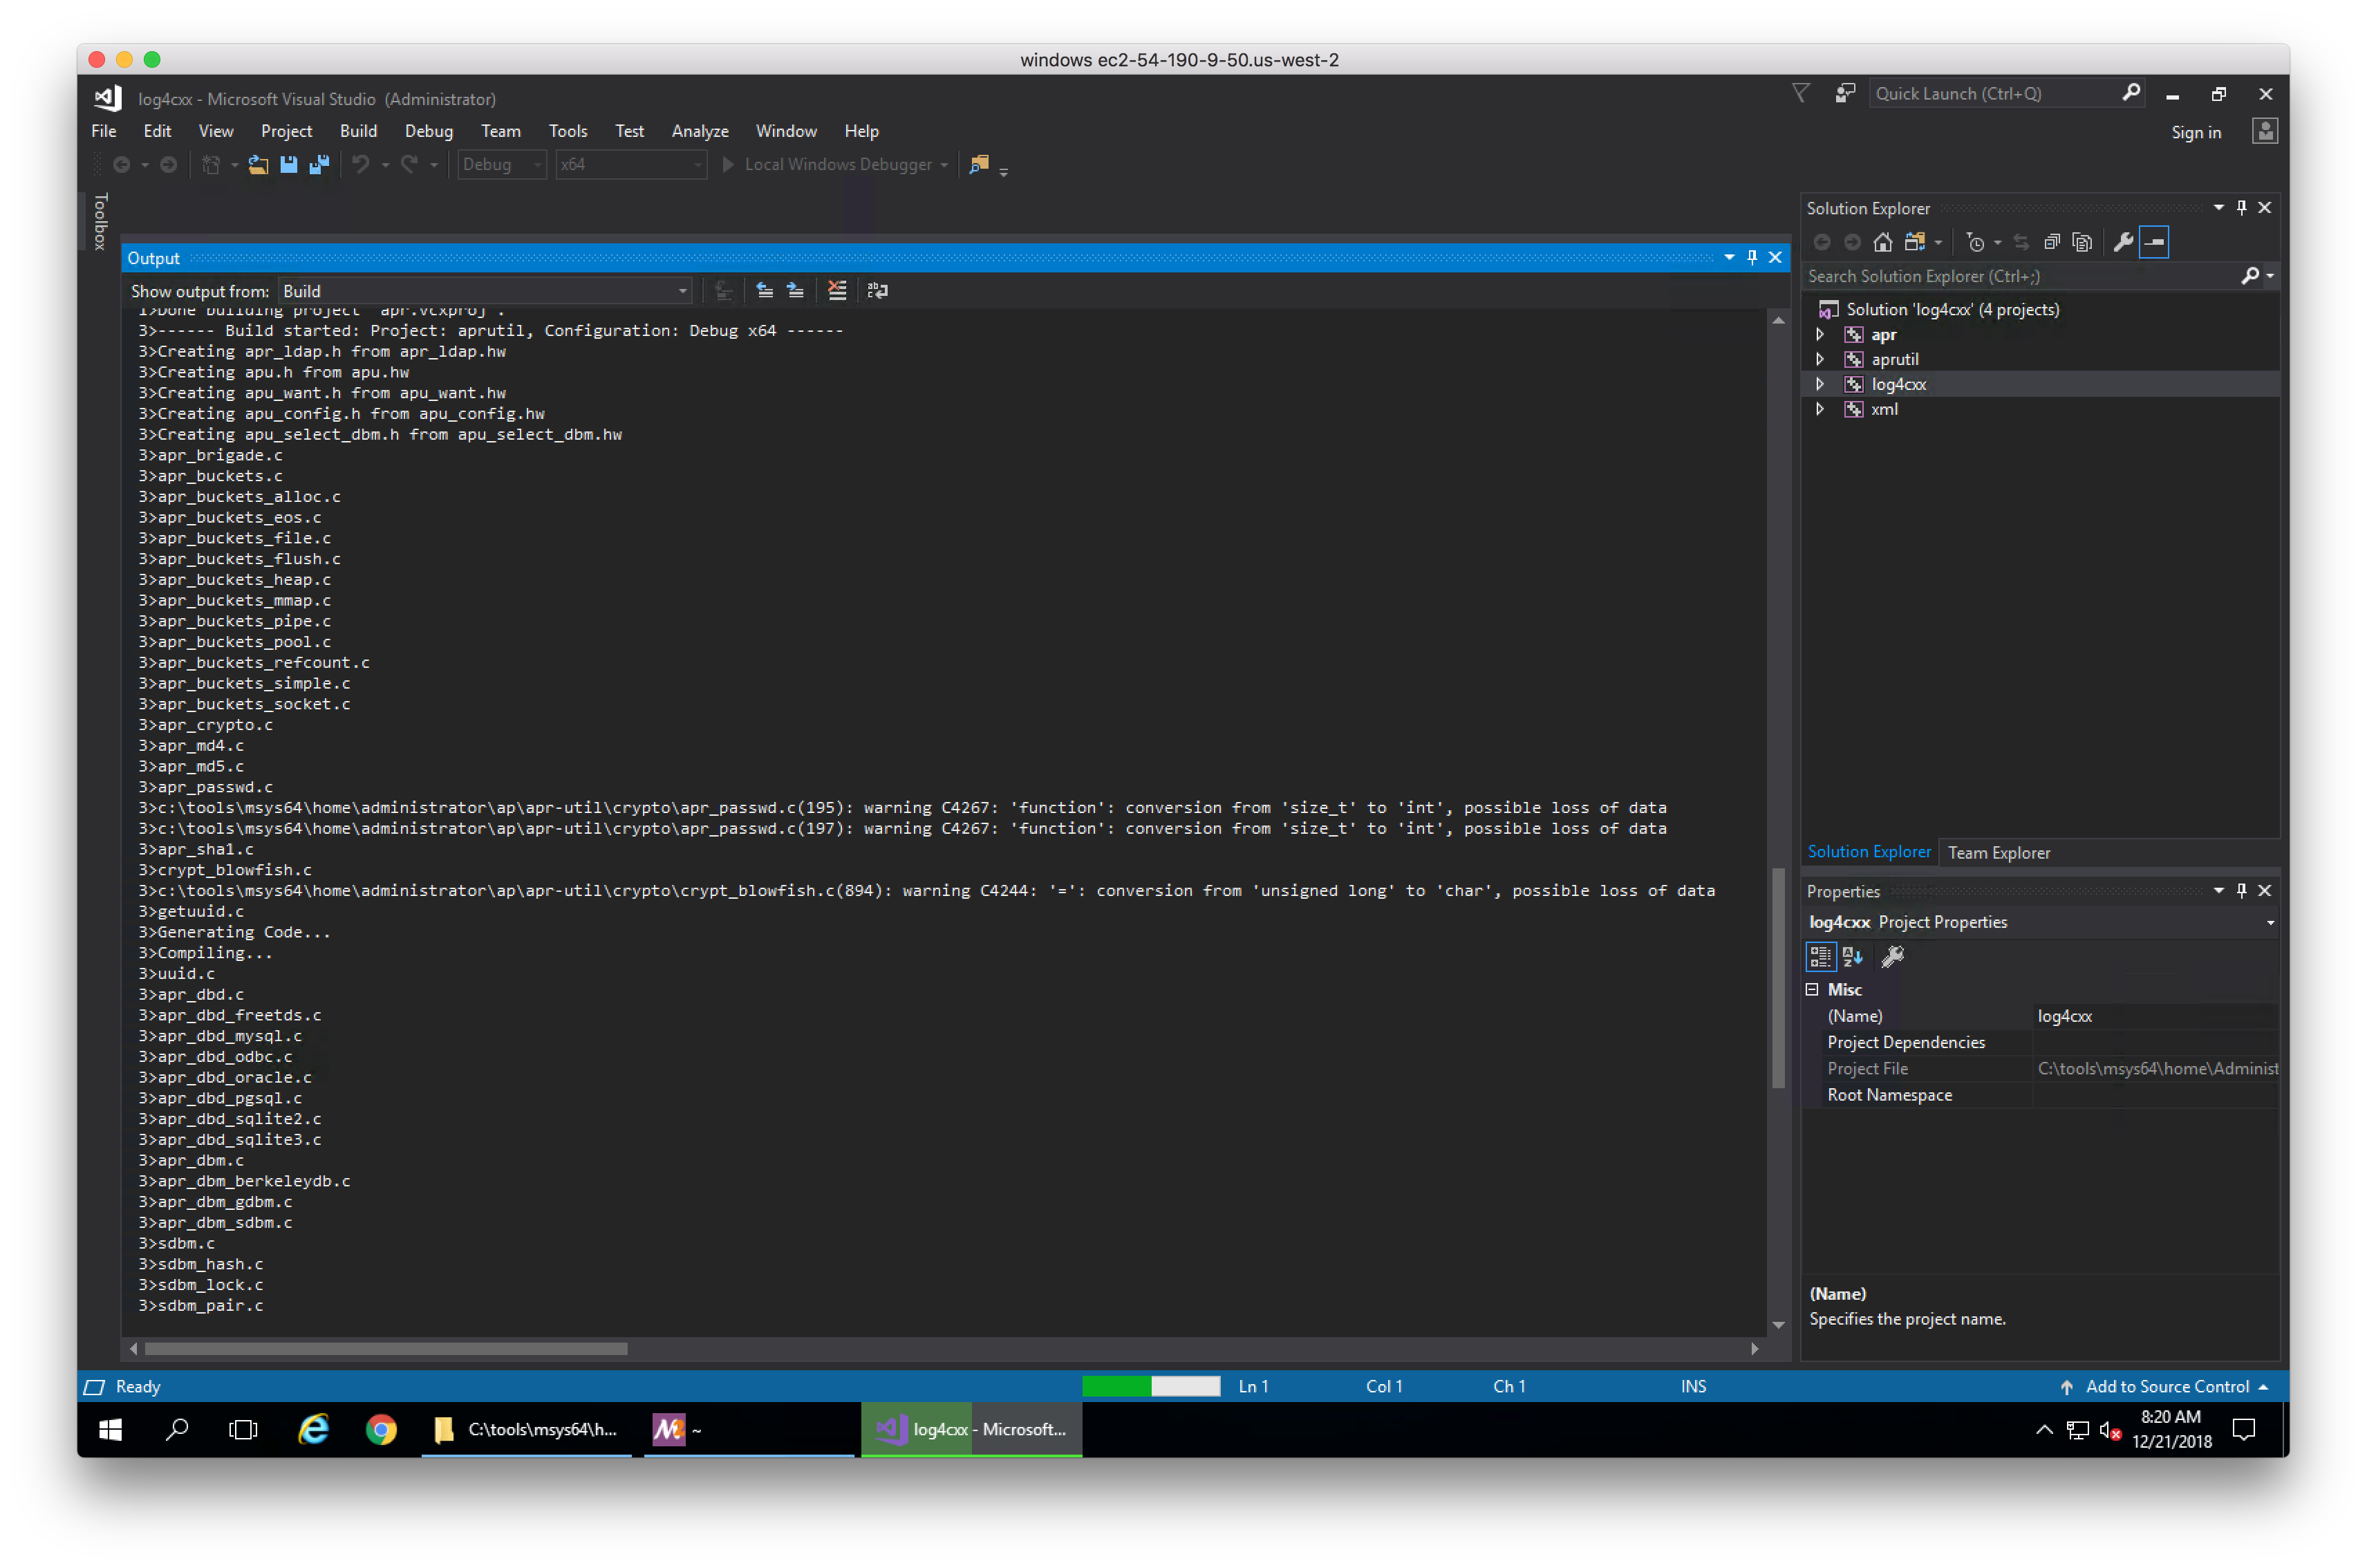 windows ec2-54-190-9-50.us-west-2
log4cxx - Microsoft Visual Studio (Administrator)
Quick Launch (Ctrl+Q)
File Edit View Project Build Debug Team Tools Test Analyze Window Help
Sign in
Debug x64 Local Windows Debugger
Toolbox
Output
Show output from: Build
1>Done building project "apr.vcxproj".
3>------ Build started: Project: aprutil, Configuration: Debug x64 ------
3>Creating apr_ldap.h from apr_ldap.hw
3>Creating apu.h from apu.hw
3>Creating apu_want.h from apu_want.hw
3>Creating apu_config.h from apu_config.hw
3>Creating apu_select_dbm.h from apu_select_dbm.hw
3>apr_brigade.c
3>apr_buckets.c
3>apr_buckets_alloc.c
3>apr_buckets_eos.c
3>apr_buckets_file.c
3>apr_buckets_flush.c
3>apr_buckets_heap.c
3>apr_buckets_mmap.c
3>apr_buckets_pipe.c
3>apr_buckets_pool.c
3>apr_buckets_refcount.c
3>apr_buckets_simple.c
3>apr_buckets_socket.c
3>apr_crypto.c
3>apr_md4.c
3>apr_md5.c
3>apr_passwd.c
3>c:\tools\msys64\home\administrator\ap\apr-util\crypto\apr_passwd.c(195): warning C4267: 'function': conversion from 'size_t' to 'int', possible loss of data
3>c:\tools\msys64\home\administrator\ap\apr-util\crypto\apr_passwd.c(197): warning C4267: 'function': conversion from 'size_t' to 'int', possible loss of data
3>apr_sha1.c
3>crypt_blowfish.c
3>c:\tools\msys64\home\administrator\ap\apr-util\crypto\crypt_blowfish.c(894): warning C4244: '=': conversion from 'unsigned long' to 'char', possible loss of data
3>getuuid.c
3>Generating Code...
3>Compiling...
3>uuid.c
3>apr_dbd.c
3>apr_dbd_freetds.c
3>apr_dbd_mysql.c
3>apr_dbd_odbc.c
3>apr_dbd_oracle.c
3>apr_dbd_pgsql.c
3>apr_dbd_sqlite2.c
3>apr_dbd_sqlite3.c
3>apr_dbm.c
3>apr_dbm_berkeleydb.c
3>apr_dbm_gdbm.c
3>apr_dbm_sdbm.c
3>sdbm.c
3>sdbm_hash.c
3>sdbm_lock.c
3>sdbm_pair.c
Solution Explorer
Search Solution Explorer (Ctrl+;)
Solution 'log4cxx' (4 projects)
apr
aprutil
log4cxx
xml
Solution Explorer Team Explorer
Properties
log4cxx Project Properties
Misc
(Name) log4cxx
Project Dependencies
Project File C:\tools\msys64\home\Administ
Root Namespace
(Name)
Specifies the project name.
Ready Ln 1 Col 1 Ch 1 INS Add to Source Control
C:\tools\msys64\h... ~ log4cxx - Microsoft...
8:20 AM
12/21/2018